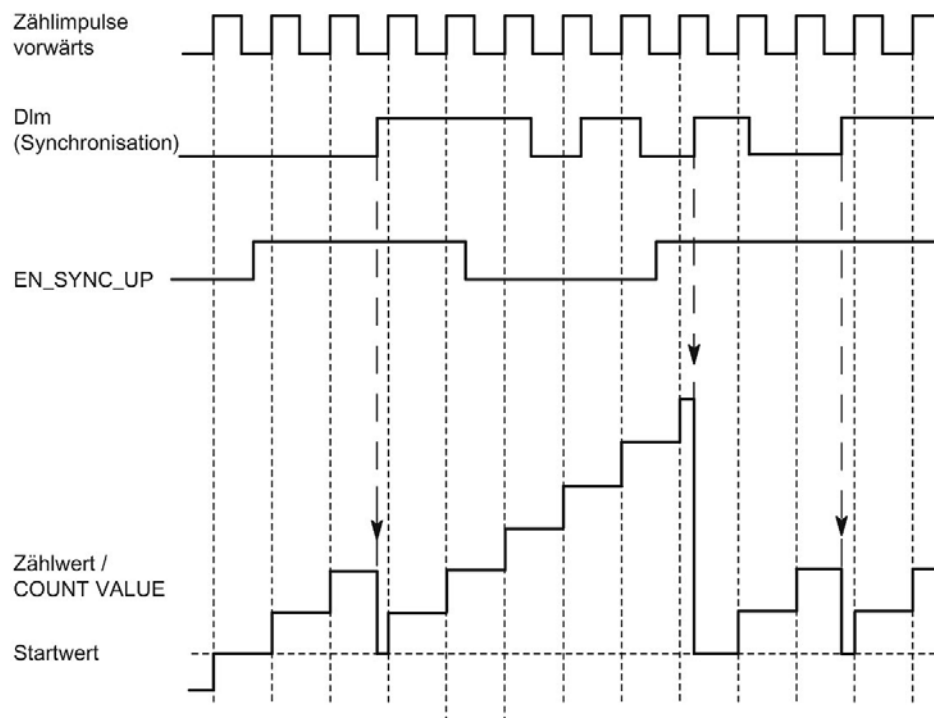 Zählimpulse
vorwärts
DIm
(Synchronisation)
EN_SYNC_UP
Zählwert /
COUNT VALUE
Startwert